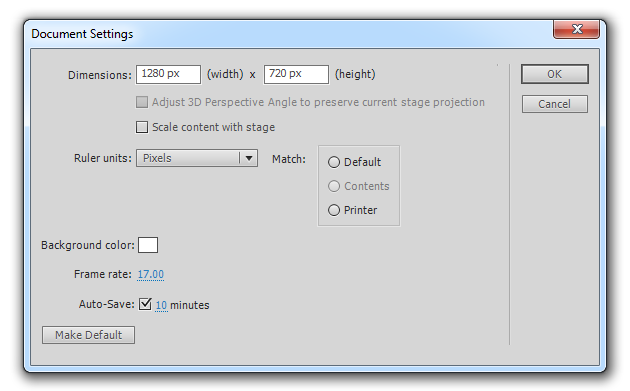 Document Settings
Dimensions: 1280 px (width) x 720 px (height)
OK
Adjust 3D Perspective Angle to preserve current stage projection
Cancel
Scale content with stage
Ruler units: Pixels Match: Default
Contents
Printer
Background color:
Frame rate: 17.00
Auto-Save: 10 minutes
Make Default